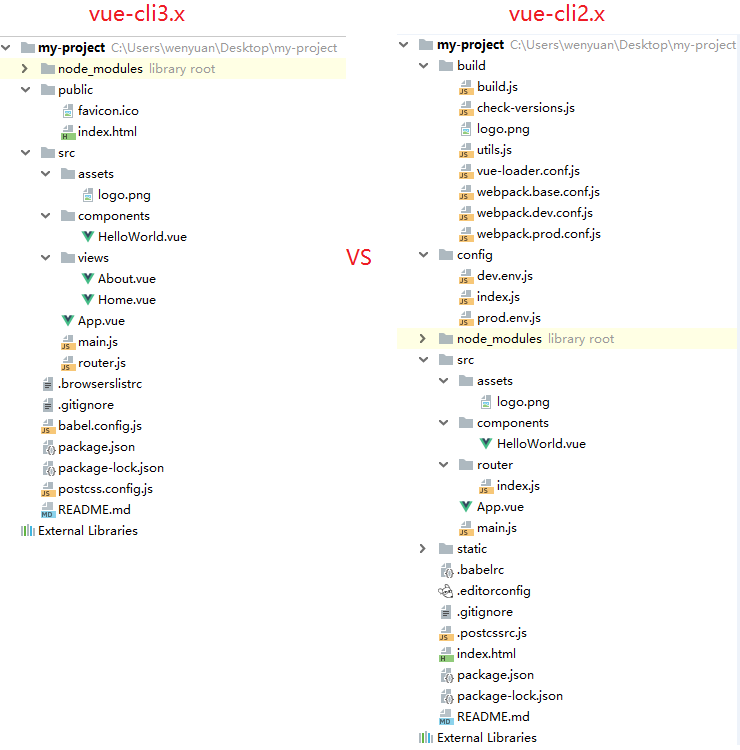 vue-cli3.x
my-project C:\Users\wenyuan\Desktop\my-project
node_modules library root
public
favicon.ico
index.html
src
assets
logo.png
components
HelloWorld.vue
views
About.vue
Home.vue
App.vue
main.js
router.js
.browserslistrc
.gitignore
babel.config.js
package.json
package-lock.json
postcss.config.js
README.md
External Libraries
VS
vue-cli2.x
my-project C:\Users\wenyuan\Desktop\my-project
build
build.js
check-versions.js
logo.png
utils.js
vue-loader.conf.js
webpack.base.conf.js
webpack.dev.conf.js
webpack.prod.conf.js
config
dev.env.js
index.js
prod.env.js
node_modules library root
src
assets
logo.png
components
HelloWorld.vue
router
index.js
App.vue
main.js
static
.babelrc
.editorconfig
.gitignore
.postcssrc.js
index.html
package.json
package-lock.json
README.md
External Libraries